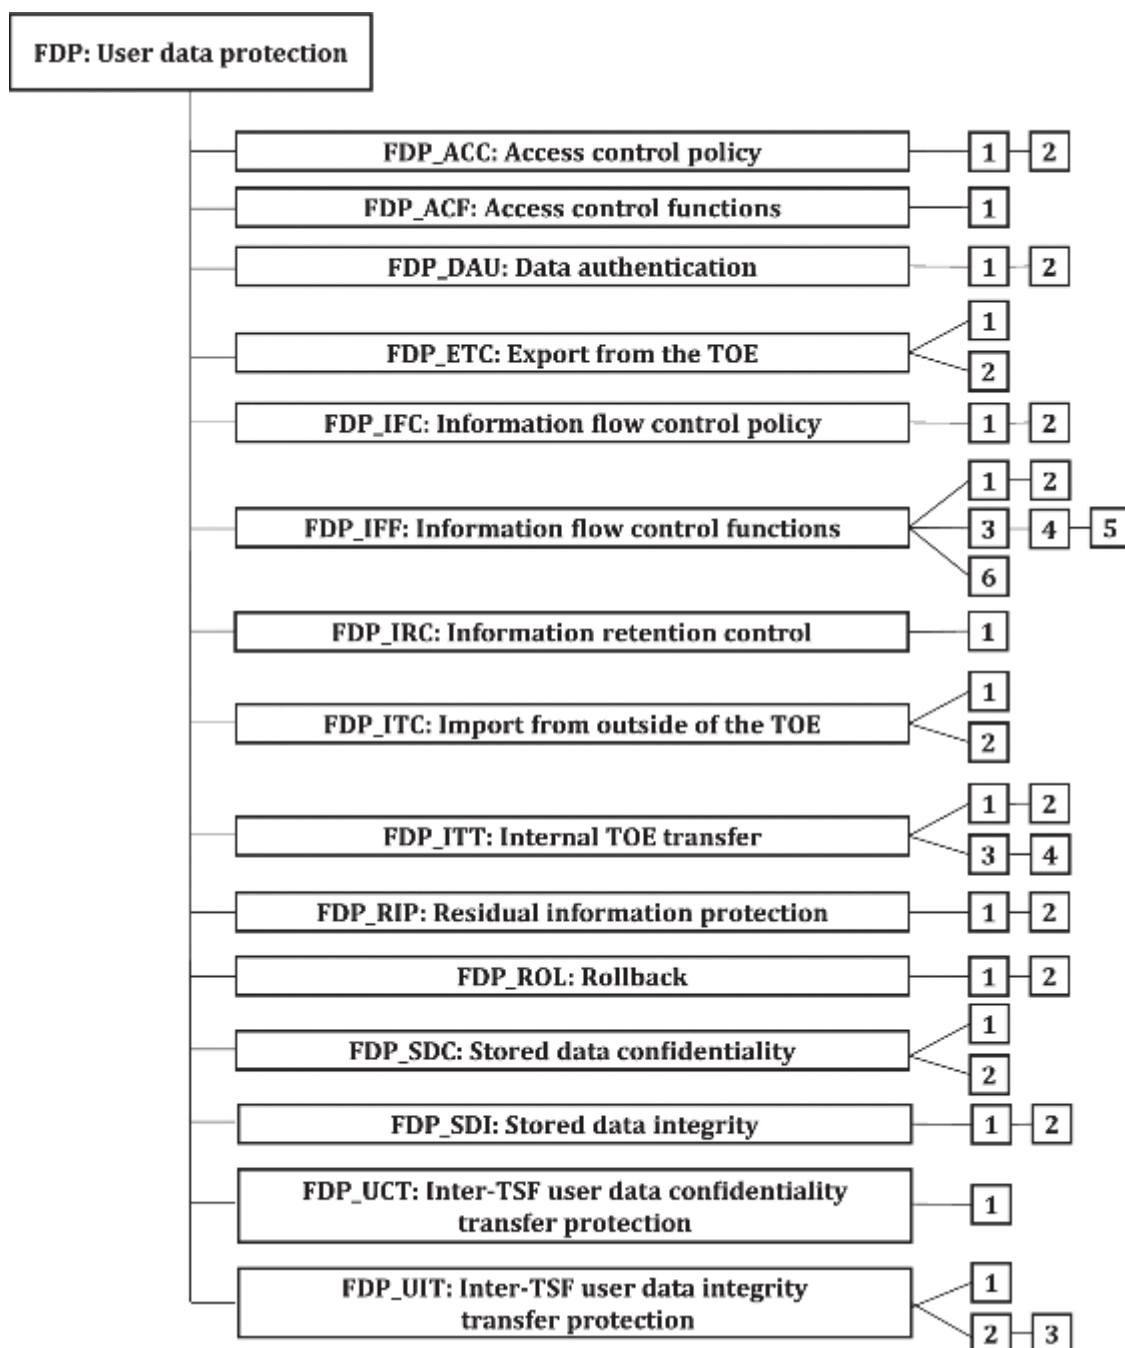 FDP: User data protection
FDP_ACC: Access control policy 1 2
FDP_ACF: Access control functions 1
FDP_DAU: Data authentication 1 2
1
FDP_ETC: Export from the TOE
2
FDP_IFC: Information flow control policy 1 2
1 2
FDP_IFF: Information flow control functions 3 4 5
6
FDP_IRC: Information retention control 1
1
FDP_ITC: Import from outside of the TOE
2
1 2
FDP_ITT: Internal TOE transfer
3 4
FDP_RIP: Residual information protection 1 2
FDP_ROL: Rollback 1 2
1
FDP_SDC: Stored data confidentiality
2
FDP_SDI: Stored data integrity 1 2
FDP_UCT: Inter-TSF user data confidentiality
transfer protection
1
FDP_UIT: Inter-TSF user data integrity
transfer protection
1
2 3